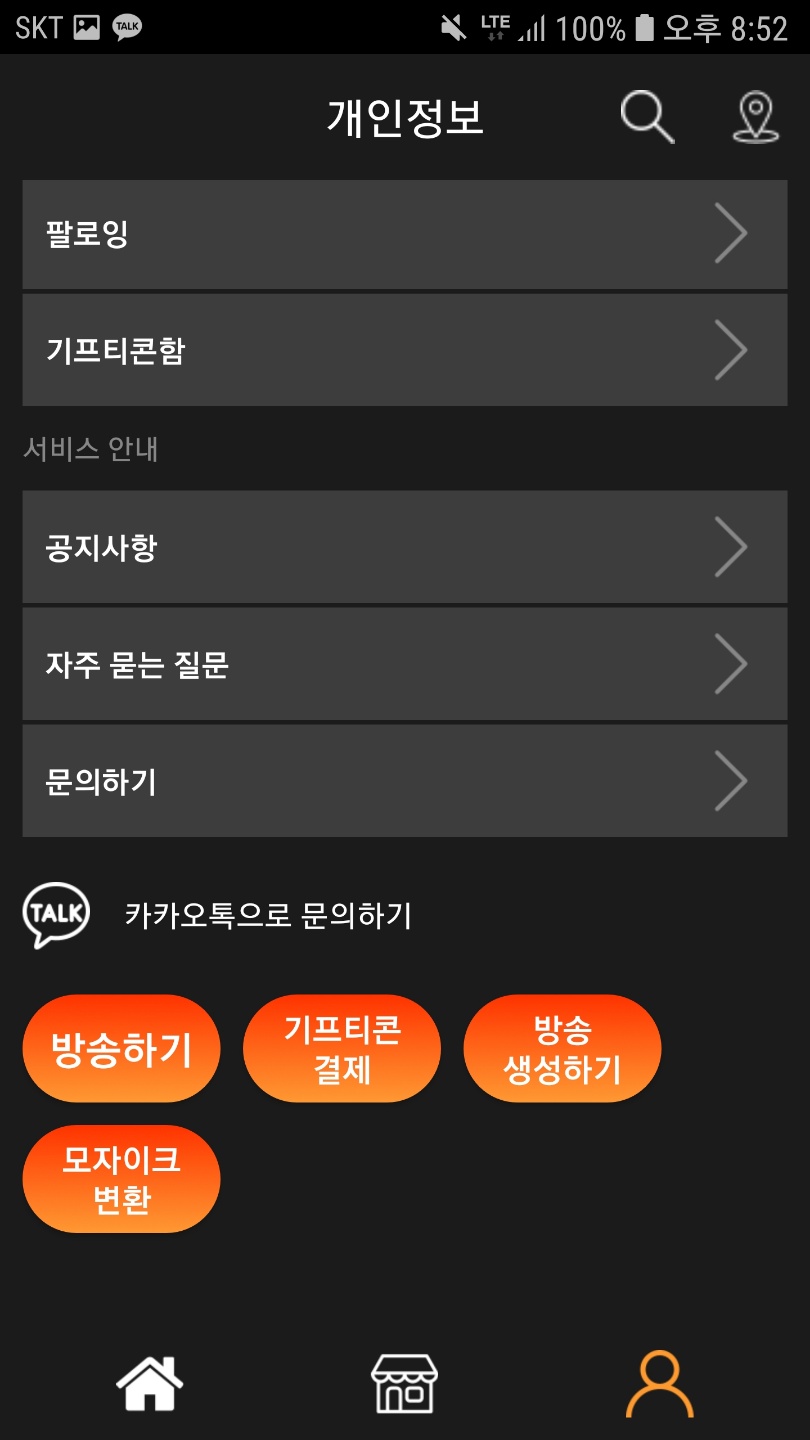 SKT TALK LTE 100% 오후 8:52
개인정보
팔로잉
기프티콘함
서비스 안내
공지사항
자주 묻는 질문
문의하기
TALK 카카오톡으로 문의하기
방송하기
기프티콘
결제
방송
생성하기
모자이크
변환